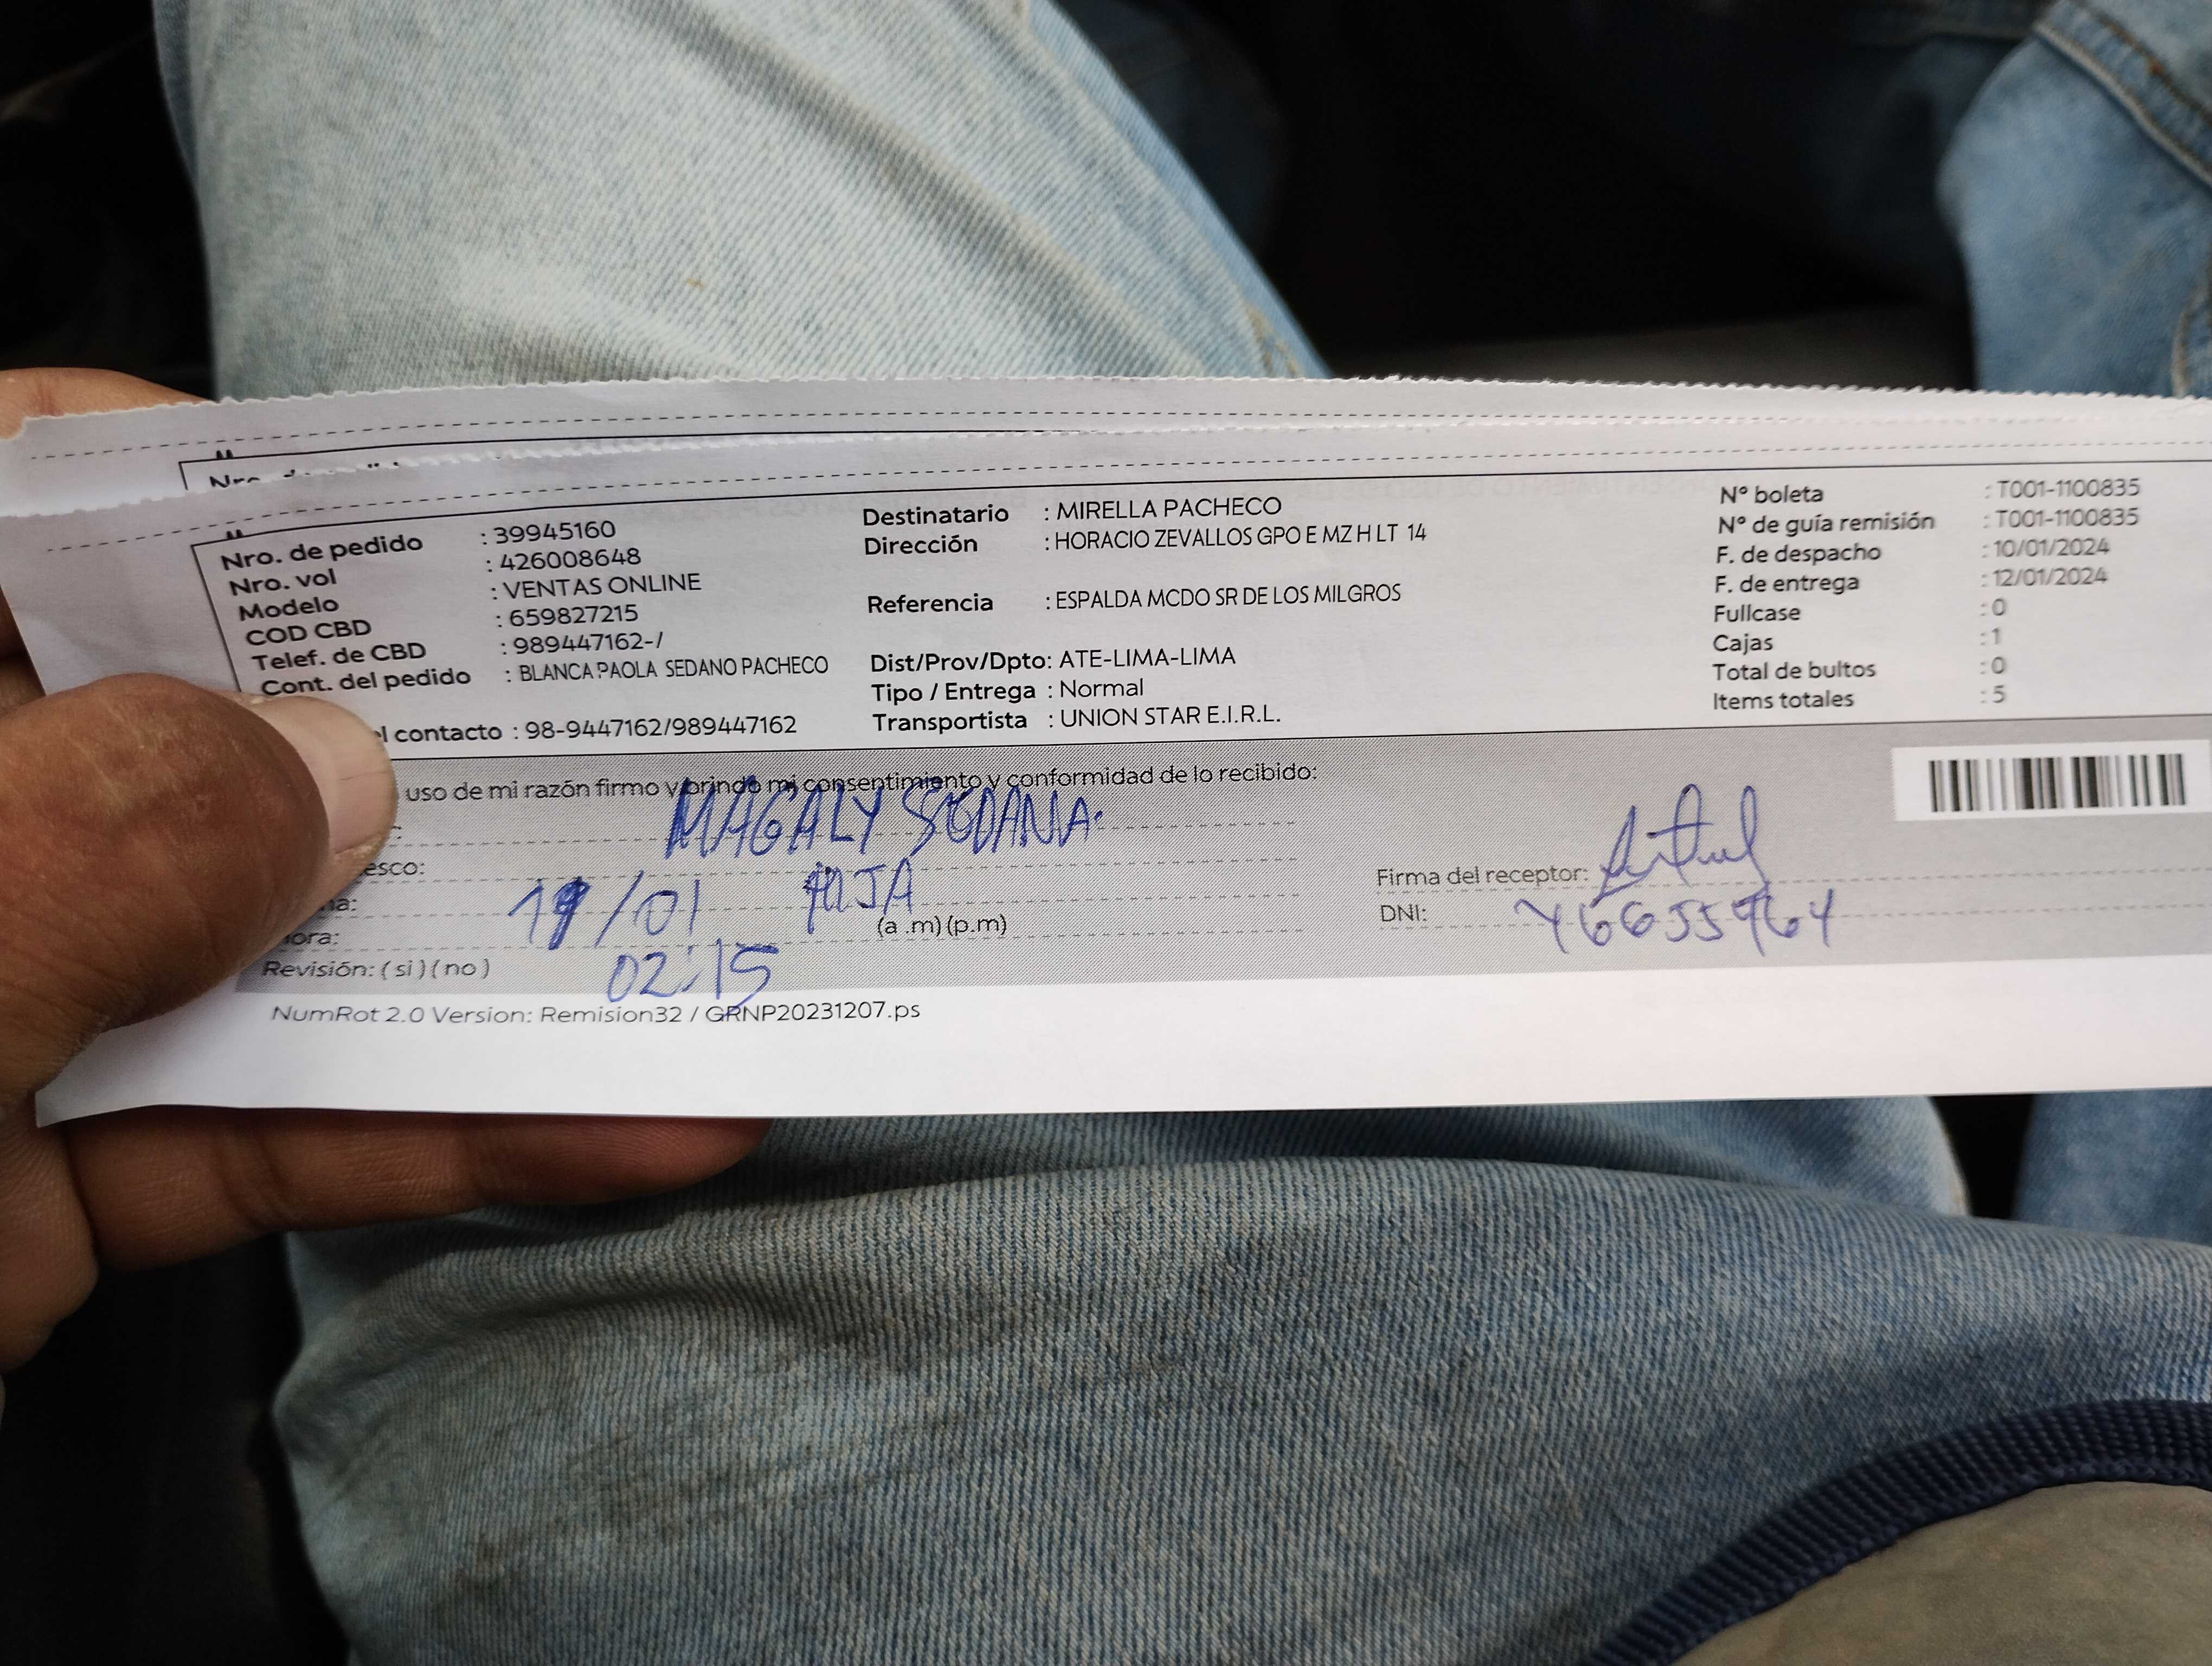 Nro. de pedido : 39945160
Nro. vol : 426008648
Modelo : VENTAS ONLINE
COD CBD : 659827215
Telef. de CBD : 989447162-/
Cont. del pedido : BLANCA PAOLA SEDANO PACHECO
el contacto : 98-9447162/989447162
Destinatario : MIRELLA PACHECO
Dirección : HORACIO ZEVALLOS GPO E MZ H LT 14
Referencia : ESPALDA MCDO SR DE LOS MILGROS
Dist/Prov/Dpto: ATE-LIMA-LIMA
Tipo / Entrega : Normal
Transportista : UNION STAR E.I.R.L.
N° boleta : T001-1100835
N° de guía remisión : T001-1100835
F. de despacho : 10/01/2024
F. de entrega : 12/01/2024
Fullcase : 0
Cajas : 1
Total de bultos : 0
Items totales : 5
uso de mi razón firmo y brindo mi consentimiento y conformidad de lo recibido:
MAGALY SEDANA.
esco: HIJA
/01
ora: 02:15 (a .m) (p.m)
Revisión: ( si ) ( no )
Firma del receptor:
DNI:
NumRot 2.0 Version: Remision32 / GRNP20231207.ps